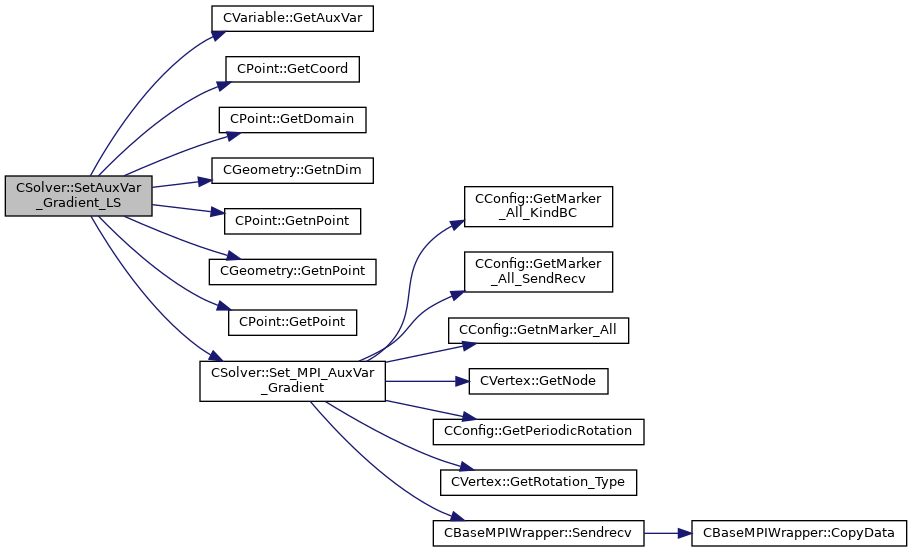 CSolver::SetAuxVar
_Gradient_LS
CVariable::GetAuxVar
CPoint::GetCoord
CPoint::GetDomain
CGeometry::GetnDim
CPoint::GetnPoint
CGeometry::GetnPoint
CPoint::GetPoint
CSolver::Set_MPI_AuxVar
_Gradient
CConfig::GetMarker
_All_KindBC
CConfig::GetMarker
_All_SendRecv
CConfig::GetnMarker_All
CVertex::GetNode
CConfig::GetPeriodicRotation
CVertex::GetRotation_Type
CBaseMPIWrapper::Sendrecv
CBaseMPIWrapper::CopyData